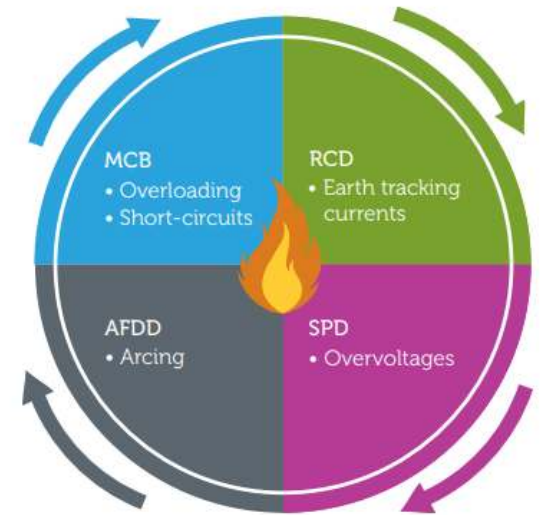 MCB
• Overloading
• Short-circuits
RCD
• Earth tracking
currents
AFDD
• Arcing
SPD
• Overvoltages